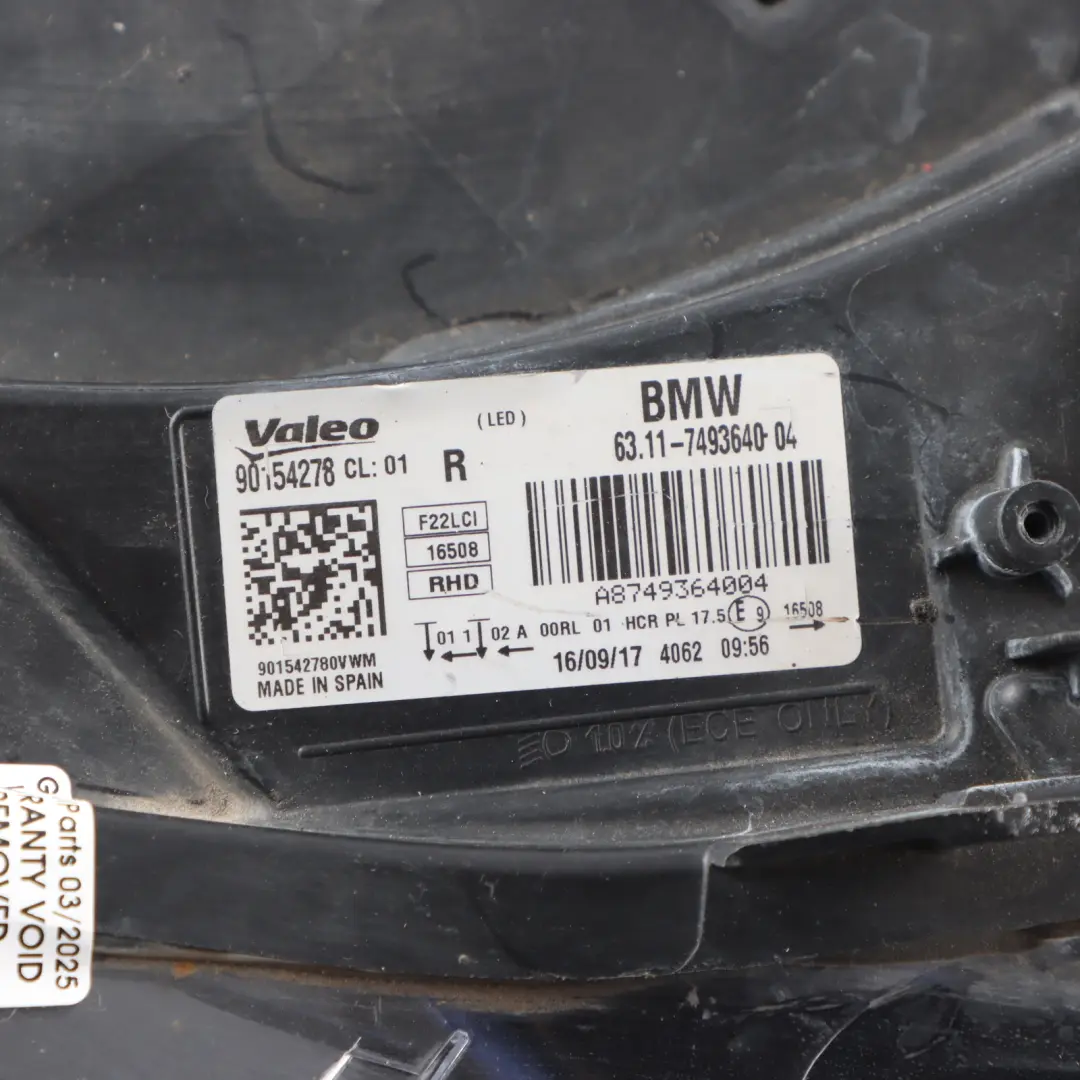 Valeo
90154278 CL: 01
(LED)
R
BMW
63.11-7493640-04
F22LCI
16508
RHD
A8749364004
01 1 02 A 00RL 01 HCR PL 17.5 E 9 16508
901542780VWM
MADE IN SPAIN
16/09/17 4062 09:56
1.0% (ECE ONLY)
Parts 03/2025
RANTY VOID